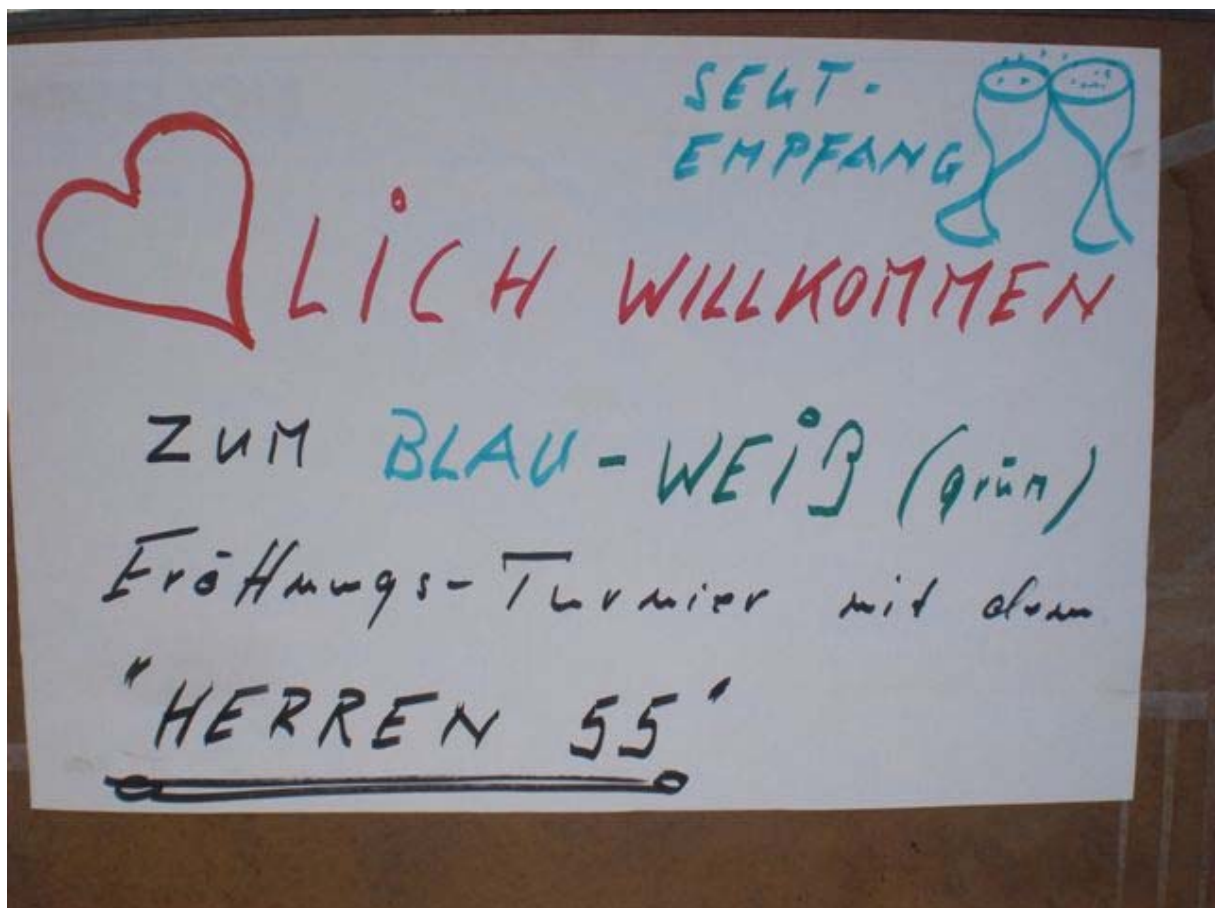 SEKT-
EMPFANG
LiCH WILLKOMMEN
ZUM BLAU-WEiß (grün)
Eröffnungs-Turnier mit den
"HERREN 55"